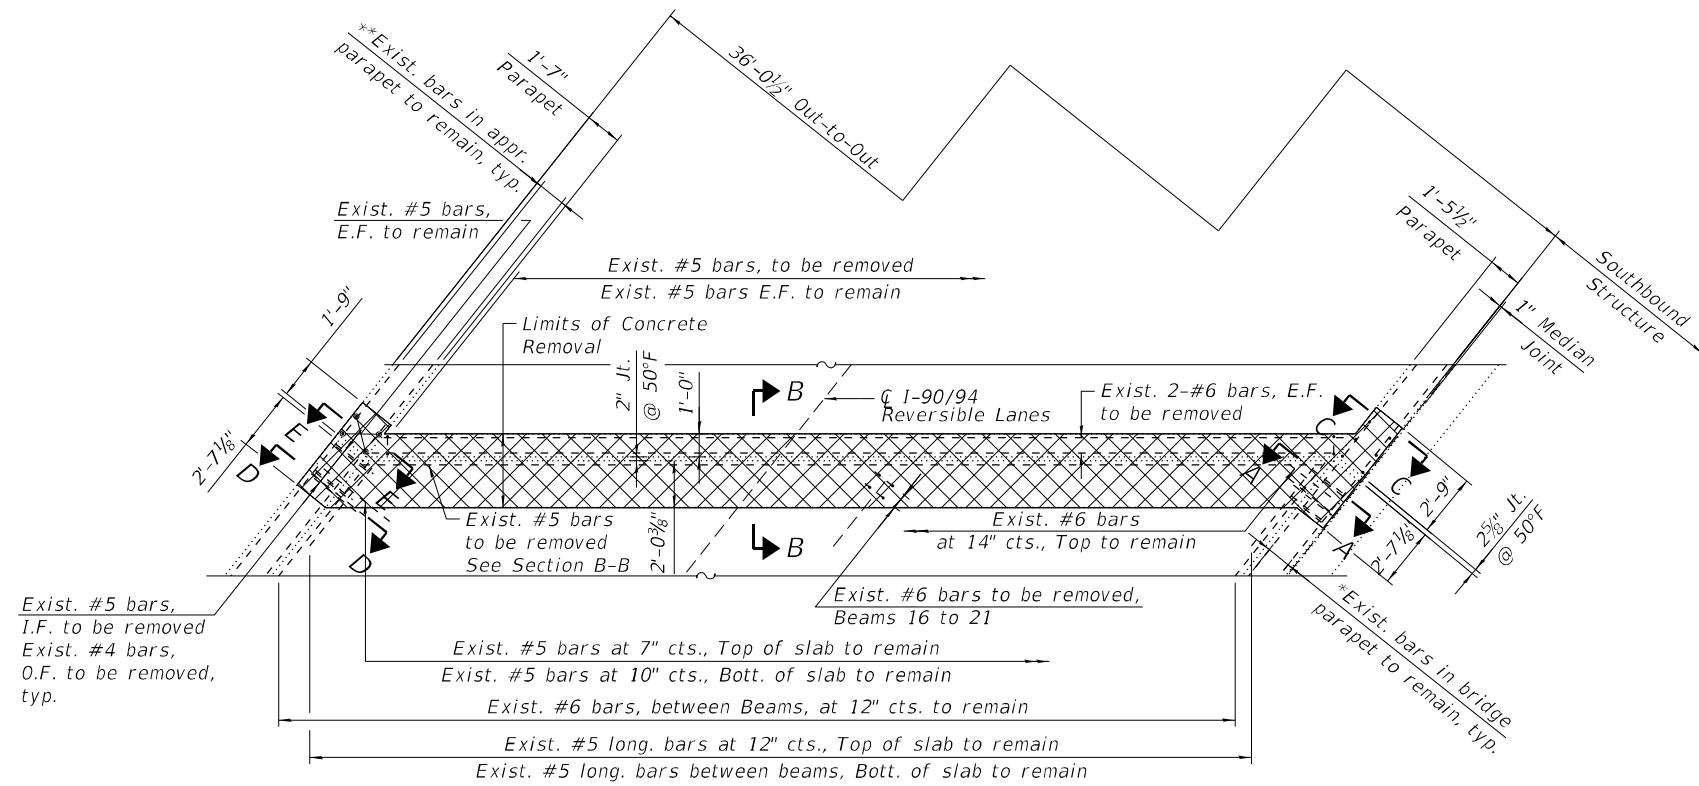 **Exist. bars in appr.
parapet to remain, typ.
1'-7"
Parapet
36'-0½" Out-to-Out
1'-5½"
Parapet
Southbound
Structure
1" Median
Joint
Exist. #5 bars,
E.F. to remain
Exist. #5 bars, to be removed
Exist. #5 bars E.F. to remain
1'-9"
Limits of Concrete
Removal
2" Jt.
@ 50°F
1'-0"
B
℄ I-90/94
Reversible Lanes
Exist. 2-#6 bars, E.F.
to be removed
2'-7⅛"
E
D
C
A
E
D
C
A
Exist. #5 bars
to be removed
See Section B-B
2'-0⅜"
B
Exist. #6 bars
at 14" cts., Top to remain
2'-9"
2'-7⅛"
2⅝" Jt.
@ 50°F
Exist. #5 bars,
I.F. to be removed
Exist. #4 bars,
O.F. to be removed,
typ.
Exist. #6 bars to be removed,
Beams 16 to 21
*Exist. bars in bridge
parapet to remain, typ.
Exist. #5 bars at 7" cts., Top of slab to remain
Exist. #5 bars at 10" cts., Bott. of slab to remain
Exist. #6 bars, between Beams, at 12" cts. to remain
Exist. #5 long. bars at 12" cts., Top of slab to remain
Exist. #5 long. bars between beams, Bott. of slab to remain